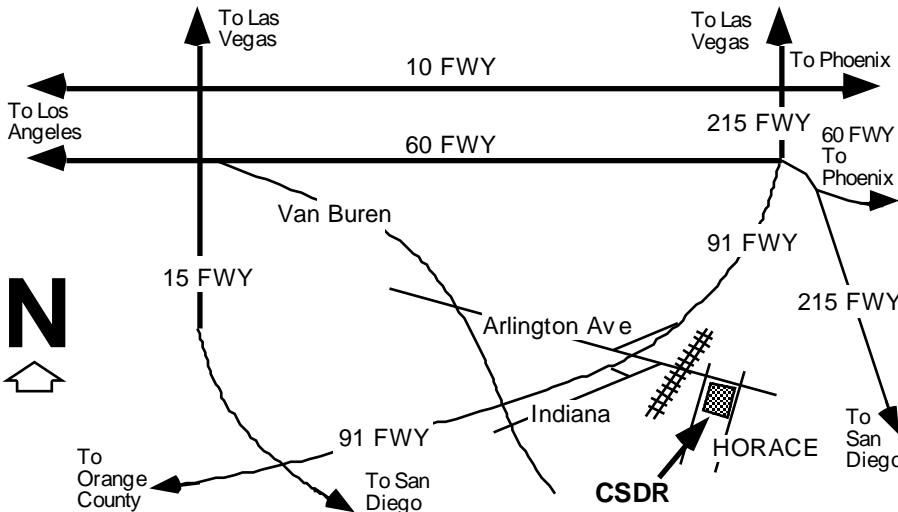 To Las
Vegas
To Las
Vegas
10 FWY
To Phoenix
To Los
Angeles
215 FWY
60 FWY
To
Phoenix
60 FWY
Van Buren
91 FWY
15 FWY
N
215 FWY
Arlington Ave
Indiana
91 FWY
HORACE
To
San
Diego
To
Orange
County
To San
Diego
CSDR